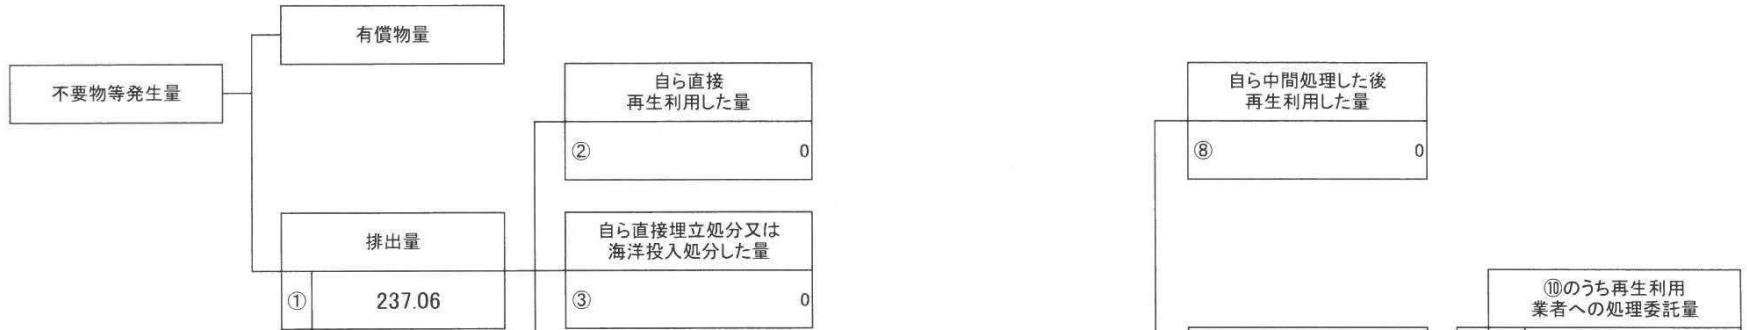 有償物量
不要物等発生量
自ら直接
再生利用した量
② 0
自ら中間処理した後
再生利用した量
⑧ 0
排出量
① 237.06
自ら直接埋立処分又は
海洋投入処分した量
③ 0
⑩のうち再生利用
業者への処理委託量